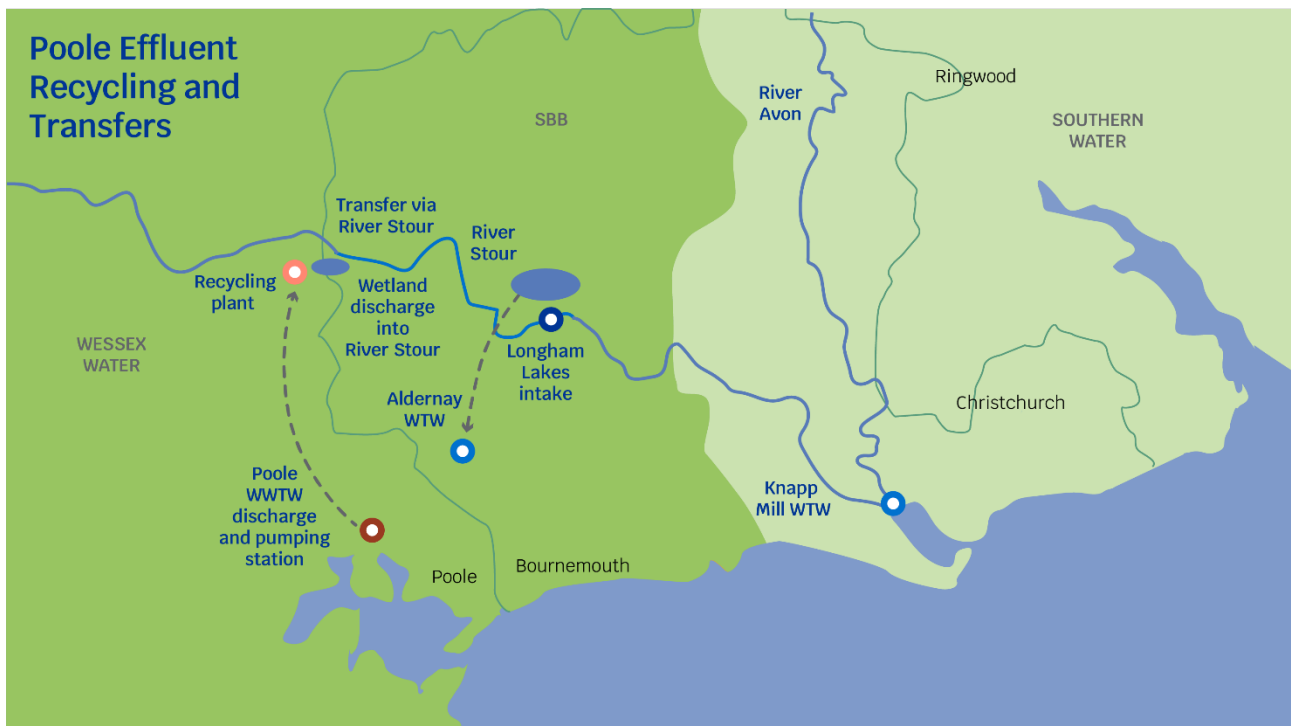 Poole Effluent
Recycling and
Transfers
SBB
River
Avon
Ringwood
SOUTHERN
WATER
Transfer via
River Stour
River
Stour
Recycling
plant
Wetland
discharge
into
River Stour
WESSEX
WATER
Longham
Lakes
intake
Aldernay
WTW
Christchurch
Poole
WWTW
discharge
and pumping
station
Knapp
Mill WTW
Poole
Bournemouth